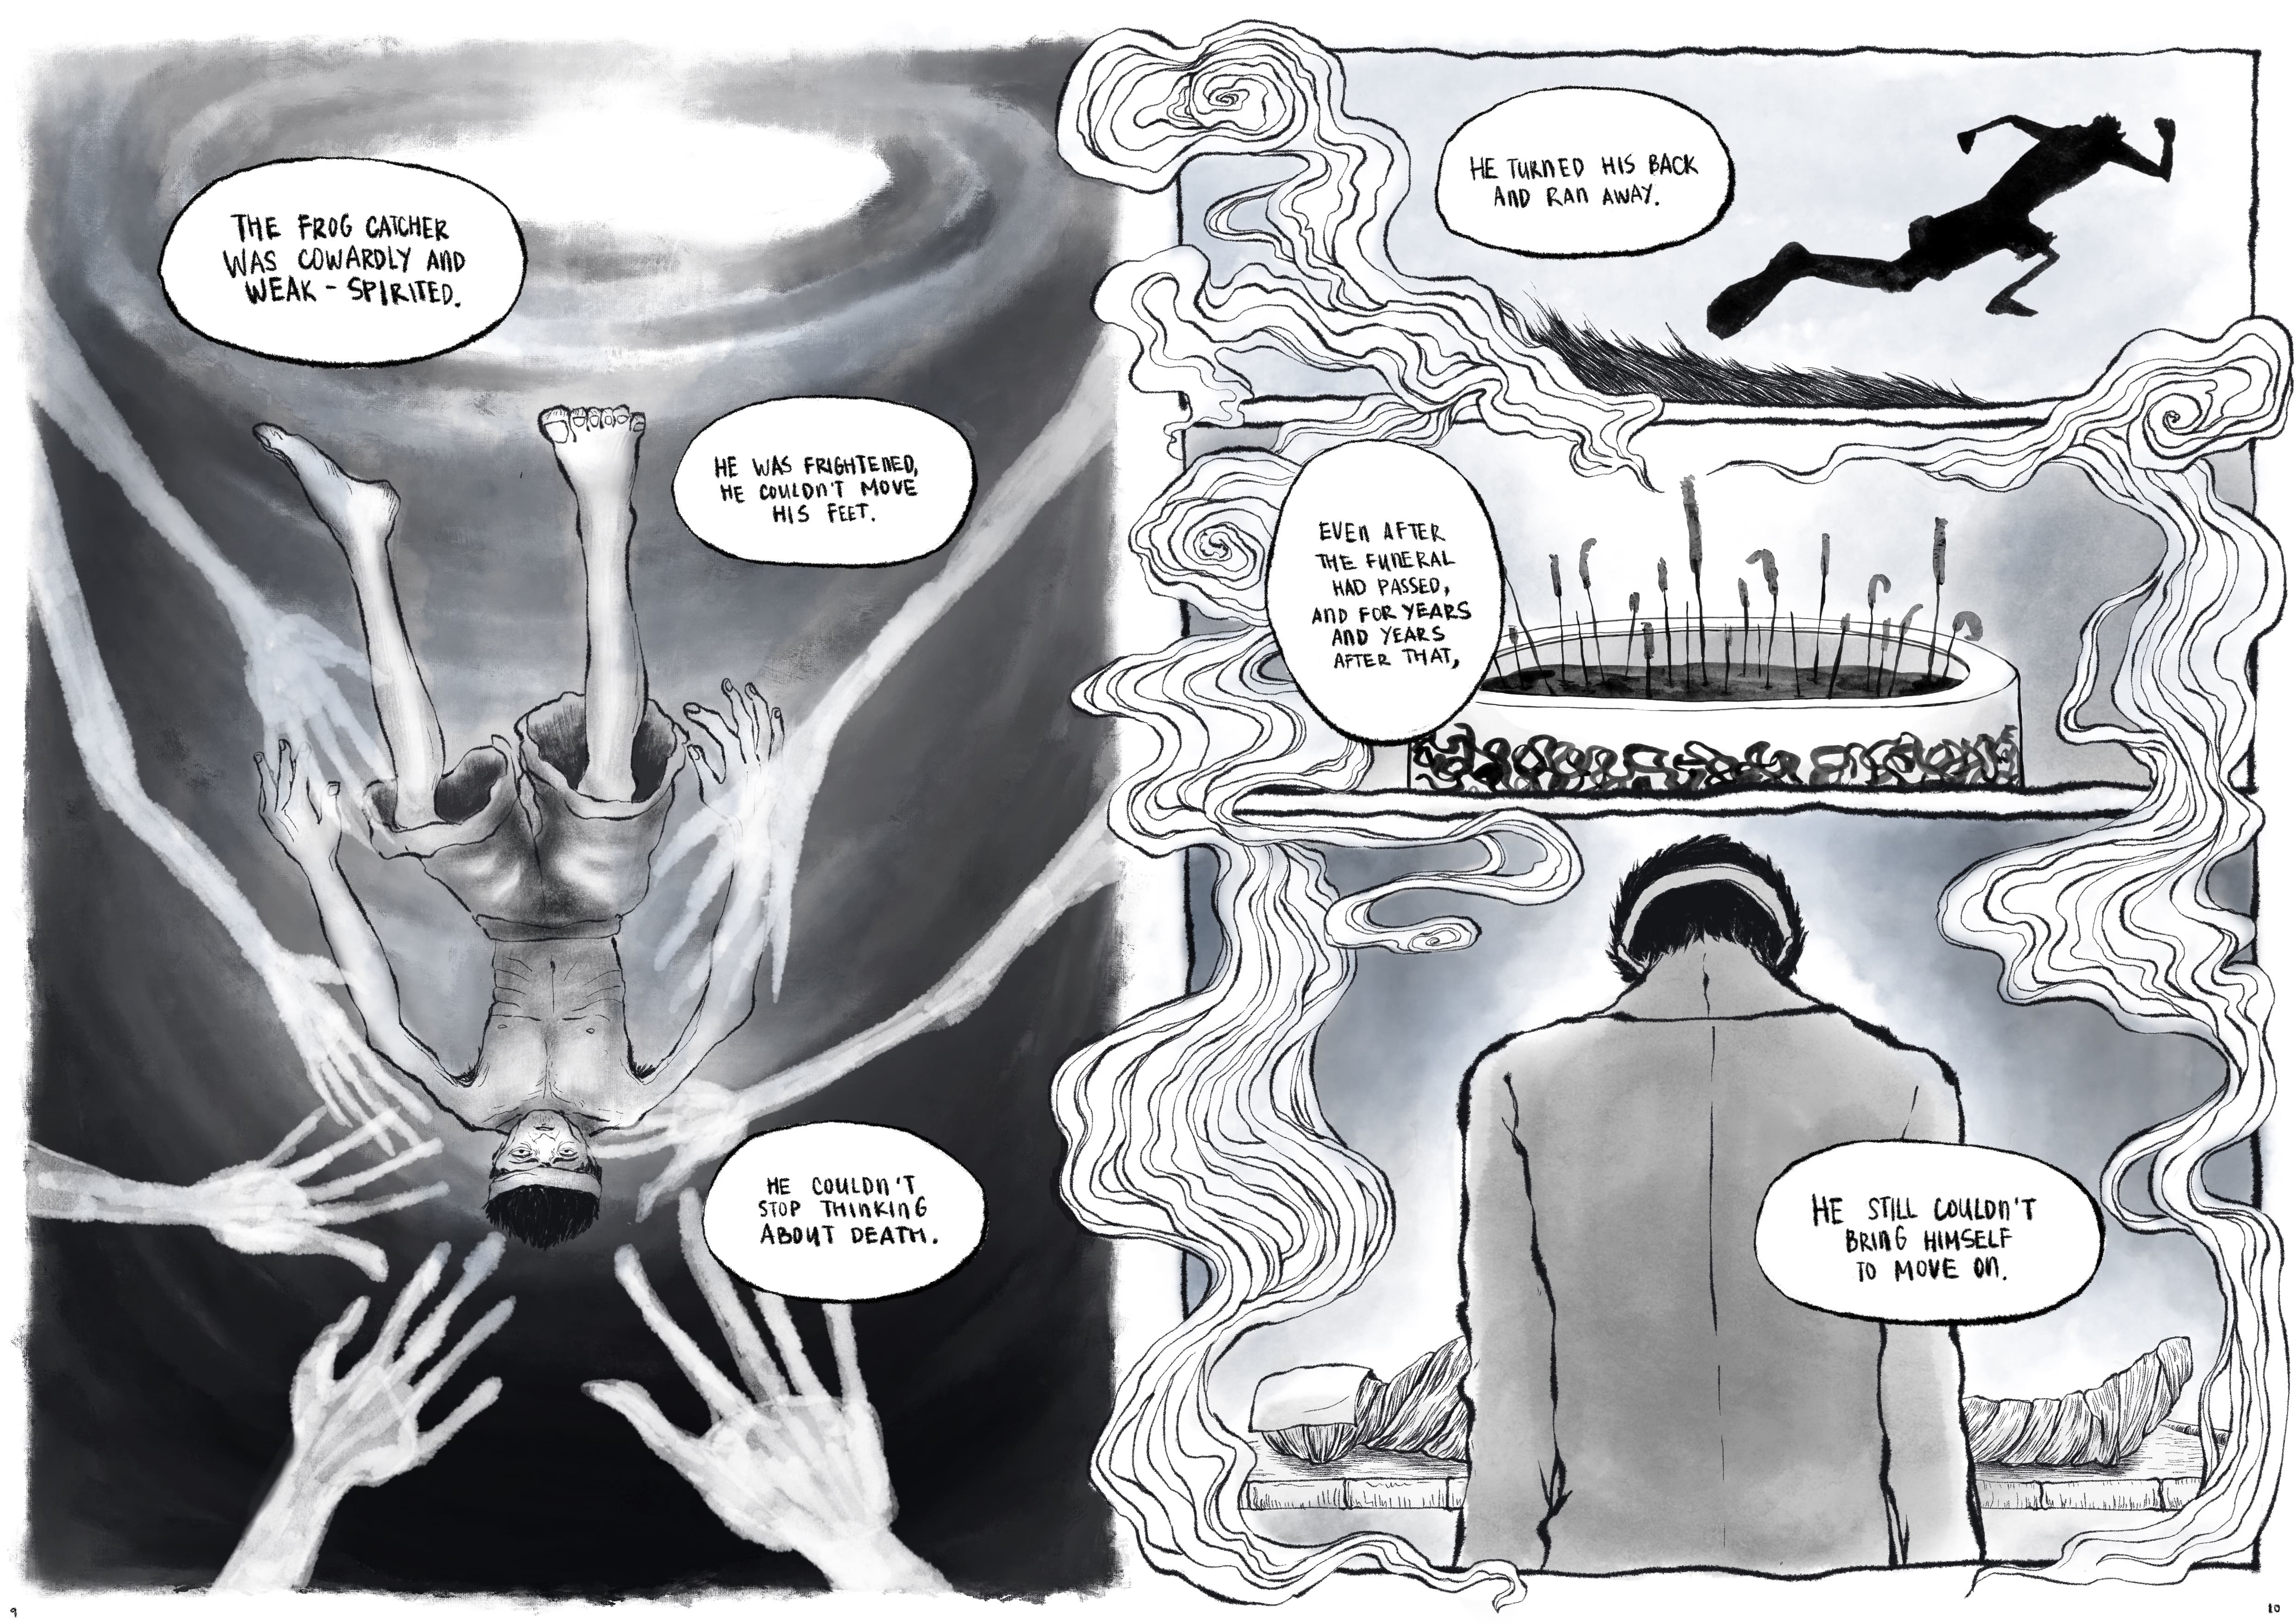 THE FROG CATCHER
WAS COWARDLY AND
WEAK - SPIRITED.
HE WAS FRIGHTENED,
HE COULDN'T MOVE
HIS FEET.
HE COULDN'T
STOP THINKING
ABOUT DEATH.
9
HE TURNED HIS BACK
AND RAN AWAY.
EVEN AFTER
THE FUNERAL
HAD PASSED,
AND FOR YEARS
AND YEARS
AFTER THAT,
HE STILL COULDN'T
BRING HIMSELF
TO MOVE ON.
10